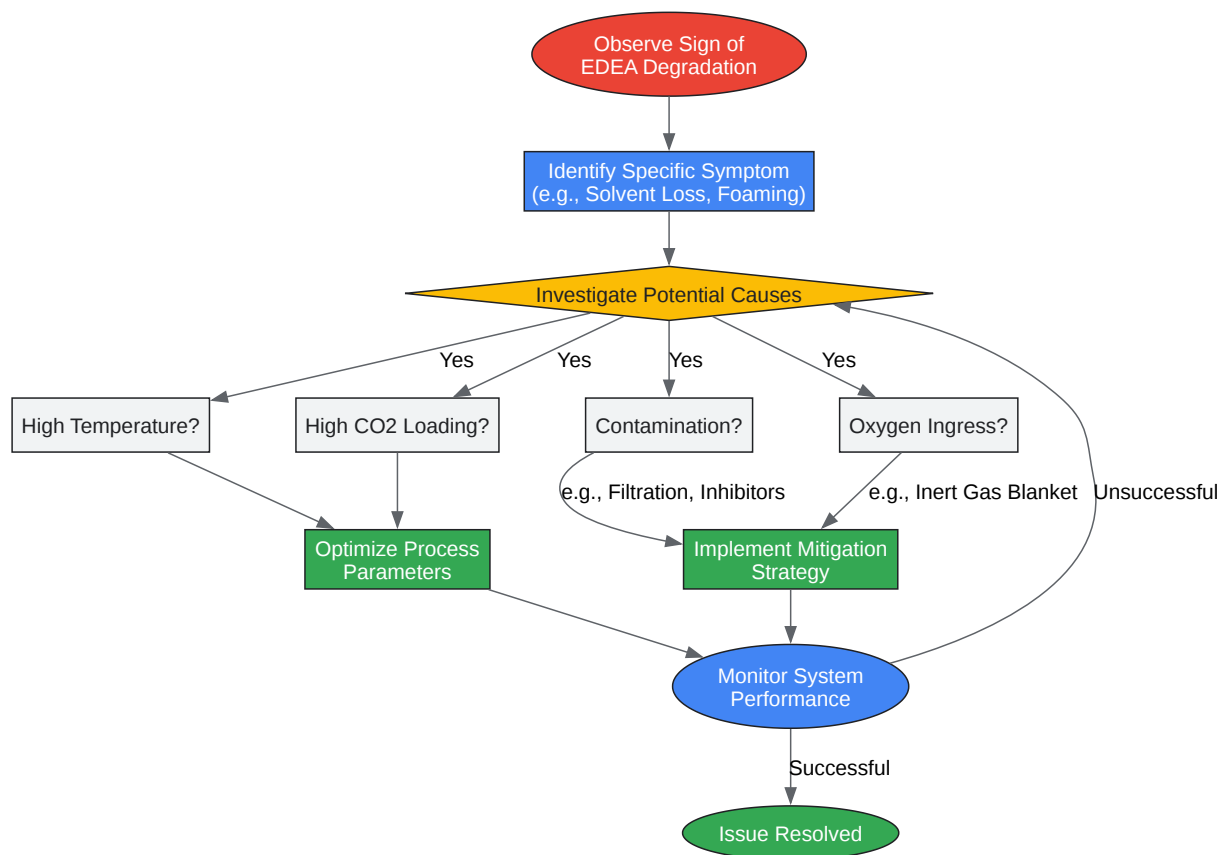 Observe Sign of
EDEA Degradation
Identify Specific Symptom
(e.g., Solvent Loss, Foaming)
Investigate Potential Causes
Yes
Yes
Yes
Yes
High Temperature?
High CO2 Loading?
Contamination?
Oxygen Ingress?
e.g., Filtration, Inhibitors
e.g., Inert Gas Blanket
Unsuccessful
Optimize Process
Parameters
Implement Mitigation
Strategy
Monitor System
Performance
Successful
Issue Resolved